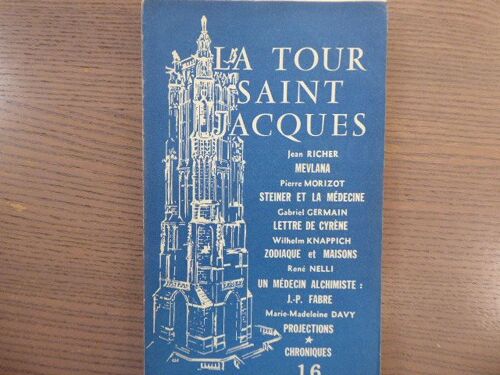 LA TOUR
SAINT
JACQUES
Jean RICHER
MEVLANA
Pierre MORIZOT
STEINER ET LA MÉDECINE
Gabriel GERMAIN
LETTRE DE CYRÈNE
Wilhelm KNAPPICH
ZODIAQUE et MAISONS
René NELLI
UN MÉDECIN ALCHIMISTE :
J.-P. FABRE
Marie-Madeleine DAVY
PROJECTIONS
★
CHRONIQUES
16